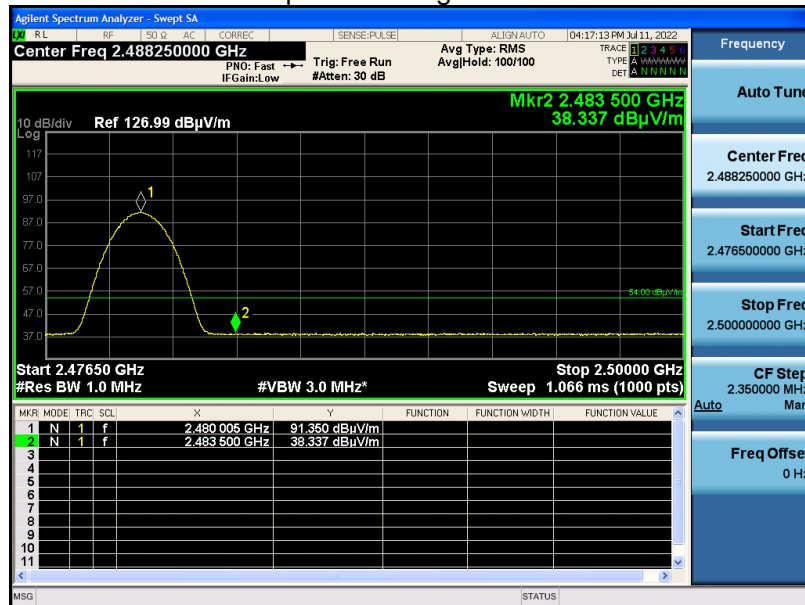 Agilent Spectrum Analyzer - Swept SA
LXI RL RF 50 Ω AC CORREC SENSE:PULSE ALIGN AUTO 04:17:13 PM Jul 11, 2022
Center Freq 2.488250000 GHz
PNO: Fast
IFGain:Low
Trig: Free Run
#Atten: 30 dB
Avg Type: RMS
Avg|Hold: 100/100
TRACE 1 2 3 4 5 6
TYPE A WWWWW
DET A N N N N N
Mkr2 2.483 500 GHz
38.337 dBµV/m
10 dB/div Ref 126.99 dBµV/m
Log
117
107
97.0
87.0
77.0
67.0
57.0
47.0
37.0
1
2
54.00 dBµV/m
Start 2.47650 GHz Stop 2.50000 GHz
#Res BW 1.0 MHz #VBW 3.0 MHz* Sweep 1.066 ms (1000 pts)
MKR MODE TRC SCL X Y FUNCTION FUNCTION WIDTH FUNCTION VALUE
1 N 1 f 2.480 005 GHz 91.350 dBµV/m
2 N 1 f 2.483 500 GHz 38.337 dBµV/m
3
4
5
6
7
8
9
10
11
MSG STATUS
Frequency
Auto Tune
Center Freq
2.488250000 GHz
Start Freq
2.476500000 GHz
Stop Freq
2.500000000 GHz
CF Step
2.350000 MHz
Auto Man
Freq Offset
0 Hz